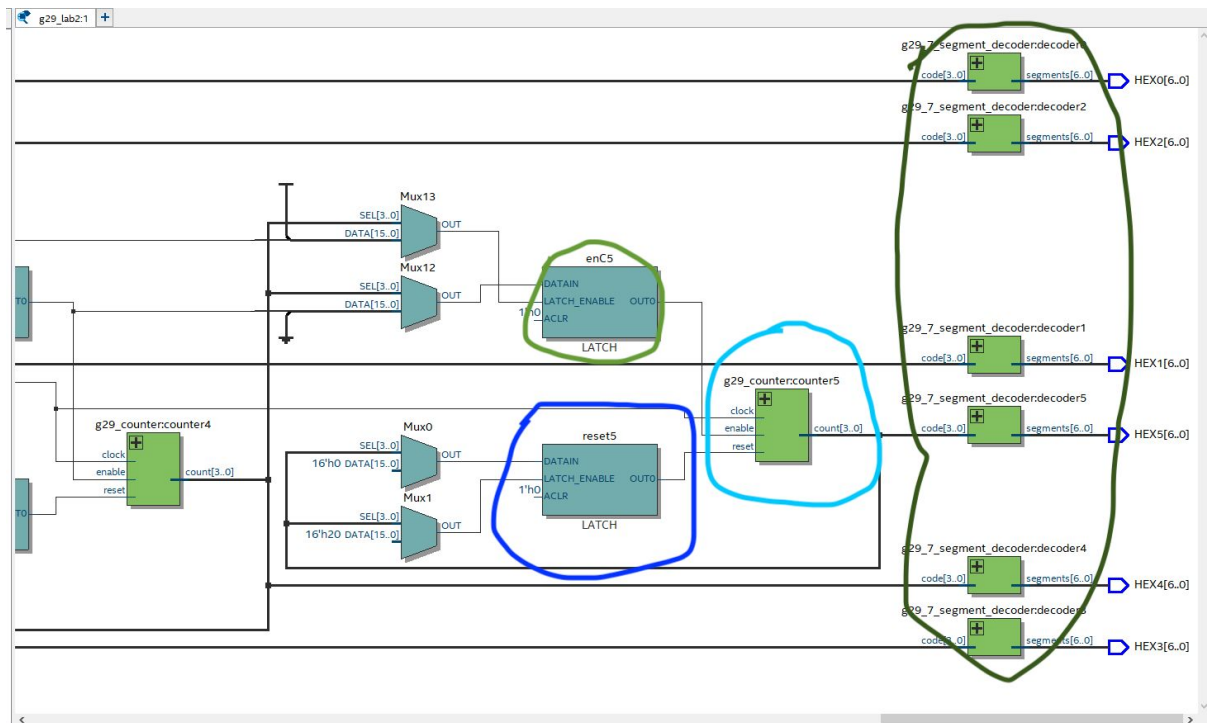 g29_lab2:1
g29_7_segment_decoder:decoder0
code[3..0] segments[6..0] HEX0[6..0]
g29_7_segment_decoder:decoder2
code[3..0] segments[6..0] HEX2[6..0]
Mux13
SEL[3..0]
DATA[15..0]
OUT
Mux12
SEL[3..0]
DATA[15..0]
OUT
enC5
DATAIN
LATCH_ENABLE OUT0
1'h0 ACLR
LATCH
T0
g29_7_segment_decoder:decoder1
code[3..0] segments[6..0] HEX1[6..0]
g29_counter:counter5
clock
enable
reset
count[3..0]
g29_7_segment_decoder:decoder5
code[3..0] segments[6..0] HEX5[6..0]
g29_counter:counter4
clock
enable
reset
count[3..0]
T0
Mux0
SEL[3..0]
16'h0 DATA[15..0]
OUT
Mux1
SEL[3..0]
16'h20 DATA[15..0]
OUT
reset5
DATAIN
LATCH_ENABLE OUT0
1'h0 ACLR
LATCH
g29_7_segment_decoder:decoder4
code[3..0] segments[6..0] HEX4[6..0]
code[3..0] segments[6..0] HEX3[6..0]